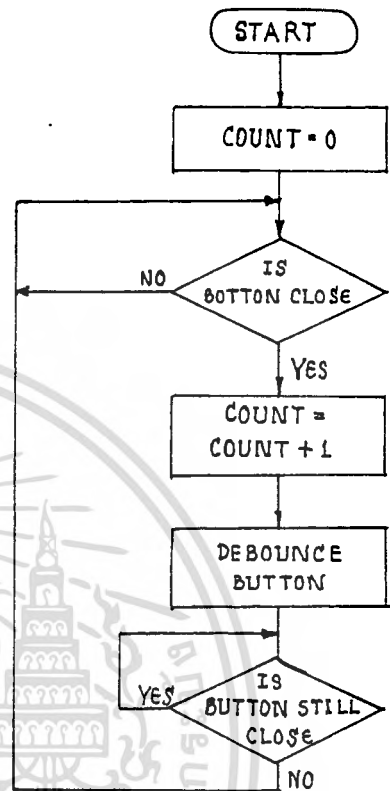 START
COUNT = 0
NO
IS
BOTTON CLOSE
YES
COUNT =
COUNT + 1
DEBOUNCE
BUTTON
YES
IS
BUTTON STILL
CLOSE
NO